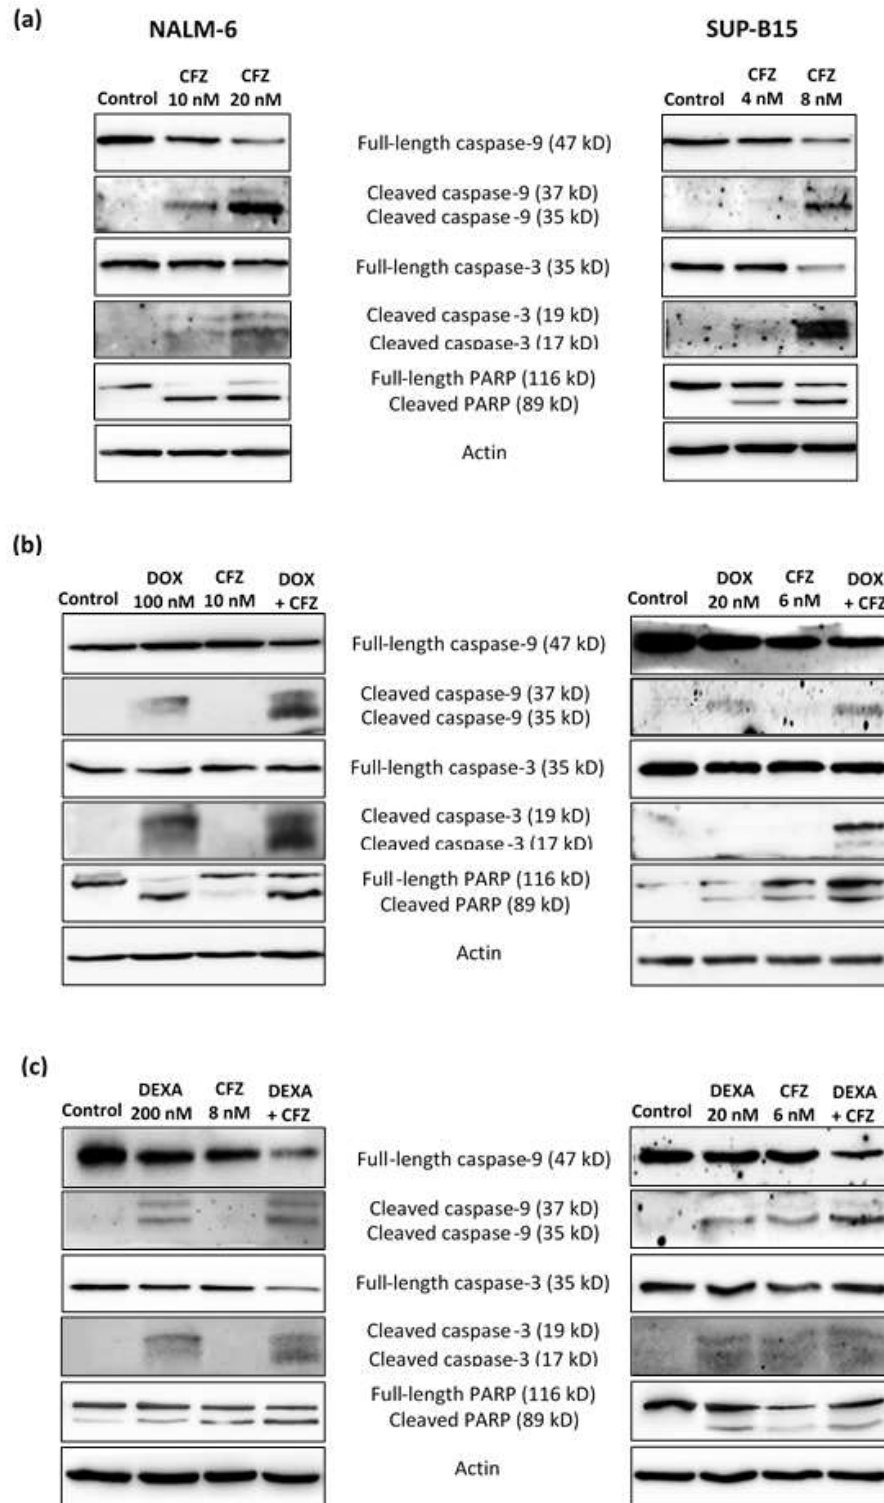 (a)
NALM-6
SUP-B15
Control
CFZ
10 nM
CFZ
20 nM
Control
CFZ
4 nM
CFZ
8 nM
Full-length caspase-9 (47 kD)
Cleaved caspase-9 (37 kD)
Cleaved caspase-9 (35 kD)
Full-length caspase-3 (35 kD)
Cleaved caspase-3 (19 kD)
Cleaved caspase-3 (17 kD)
Full-length PARP (116 kD)
Cleaved PARP (89 kD)
Actin
(b)
Control
DOX
100 nM
CFZ
10 nM
DOX
+ CFZ
Control
DOX
20 nM
CFZ
6 nM
DOX
+ CFZ
Full-length caspase-9 (47 kD)
Cleaved caspase-9 (37 kD)
Cleaved caspase-9 (35 kD)
Full-length caspase-3 (35 kD)
Cleaved caspase-3 (19 kD)
Cleaved caspase-3 (17 kD)
Full-length PARP (116 kD)
Cleaved PARP (89 kD)
Actin
(c)
Control
DEXA
200 nM
CFZ
8 nM
DEXA
+ CFZ
Control
DEXA
20 nM
CFZ
6 nM
DEXA
+ CFZ
Full-length caspase-9 (47 kD)
Cleaved caspase-9 (37 kD)
Cleaved caspase-9 (35 kD)
Full-length caspase-3 (35 kD)
Cleaved caspase-3 (19 kD)
Cleaved caspase-3 (17 kD)
Full-length PARP (116 kD)
Cleaved PARP (89 kD)
Actin